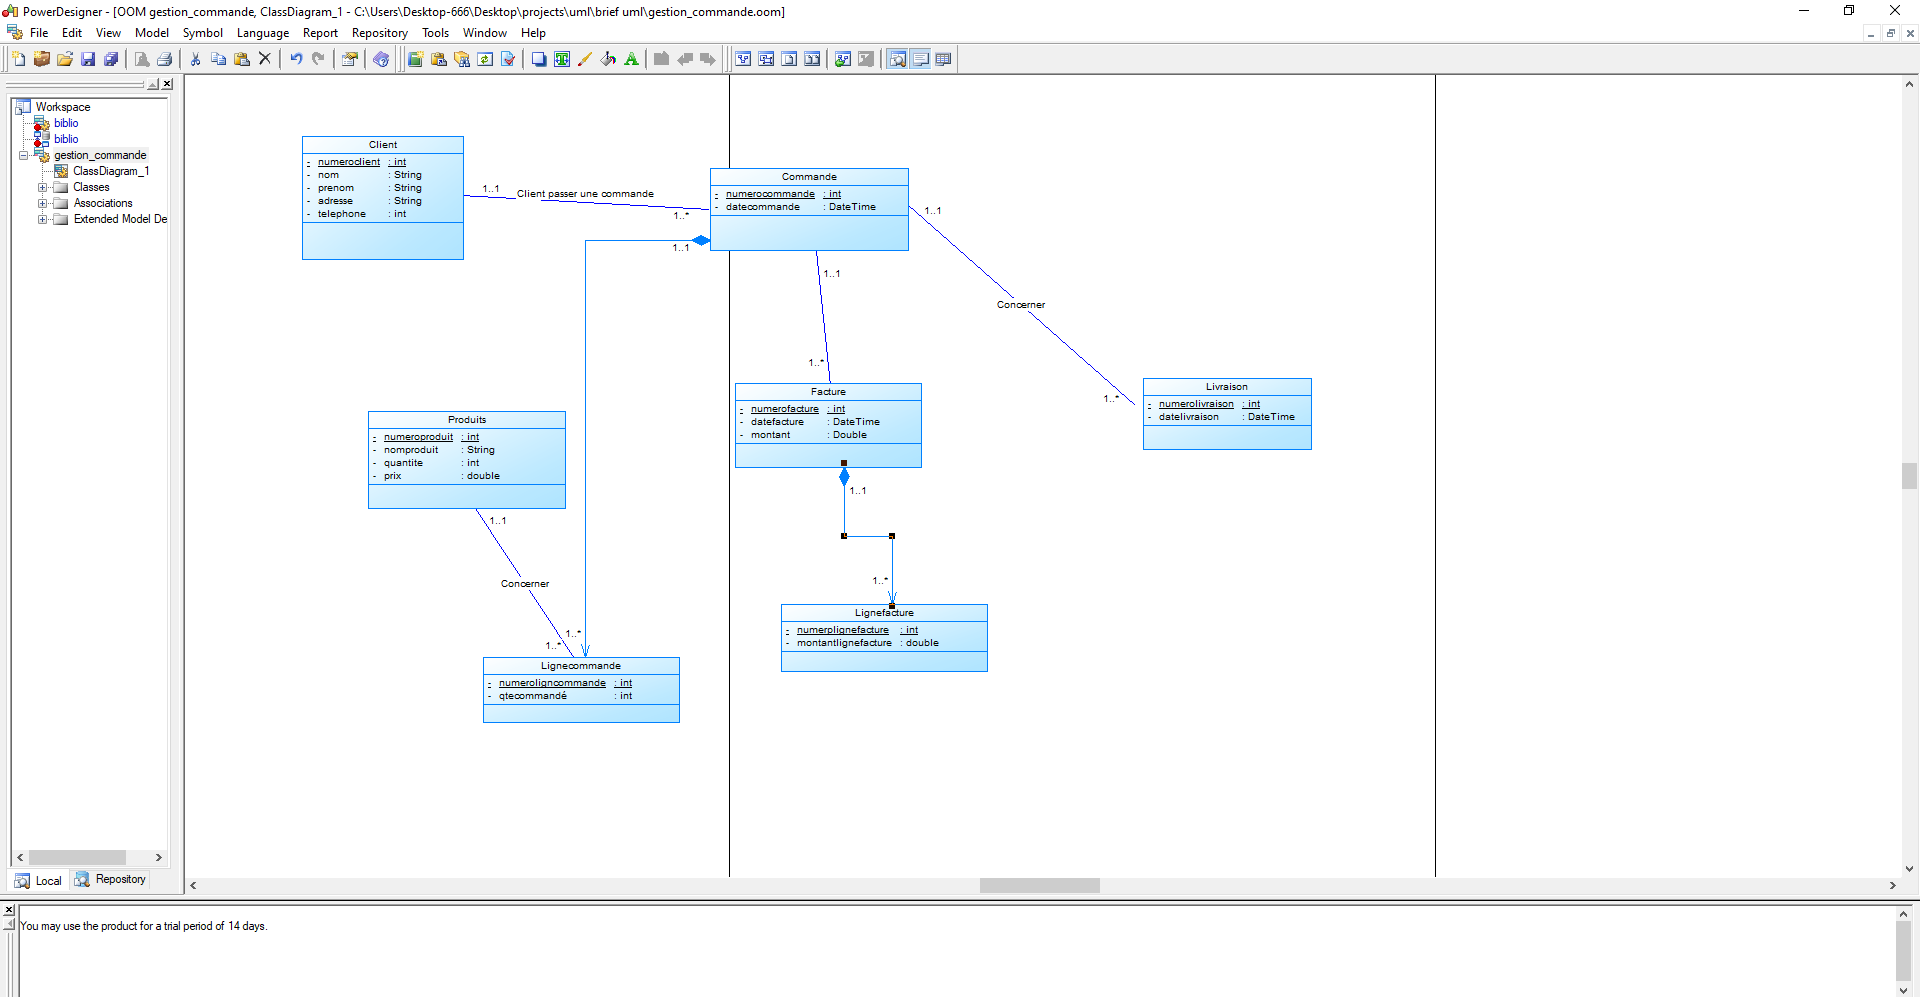 PowerDesigner - [OOM gestion_commande, ClassDiagram_1 - C:\Users\Desktop-666\Desktop\projects\uml\brief uml\gestion_commande.oom]
File Edit View Model Symbol Language Report Repository Tools Window Help
Workspace
biblio
biblio
gestion_commande
ClassDiagram_1
Classes
Associations
Extended Model De
Local
Repository
Client
- numeroclient : int
- nom : String
- prenom : String
- adresse : String
- telephone : int
1..1
Client passer une commande
1..*
Commande
- numerocommande : int
- datecommande : DateTime
1..1
1..1
1..1
Concerner
1..*
1..*
Facture
- numerofacture : int
- datefacture : DateTime
- montant : Double
Livraison
- numerolivraison : int
- datelivraison : DateTime
Produits
- numeroproduit : int
- nomproduit : String
- quantite : int
- prix : double
1..1
1..1
Concerner
1..*
1..*
1..*
Lignefacture
- numerplignefacture : int
- montantlignefacture : double
Lignecommande
- numeroligncommande : int
- qtecommandé : int
You may use the product for a trial period of 14 days.